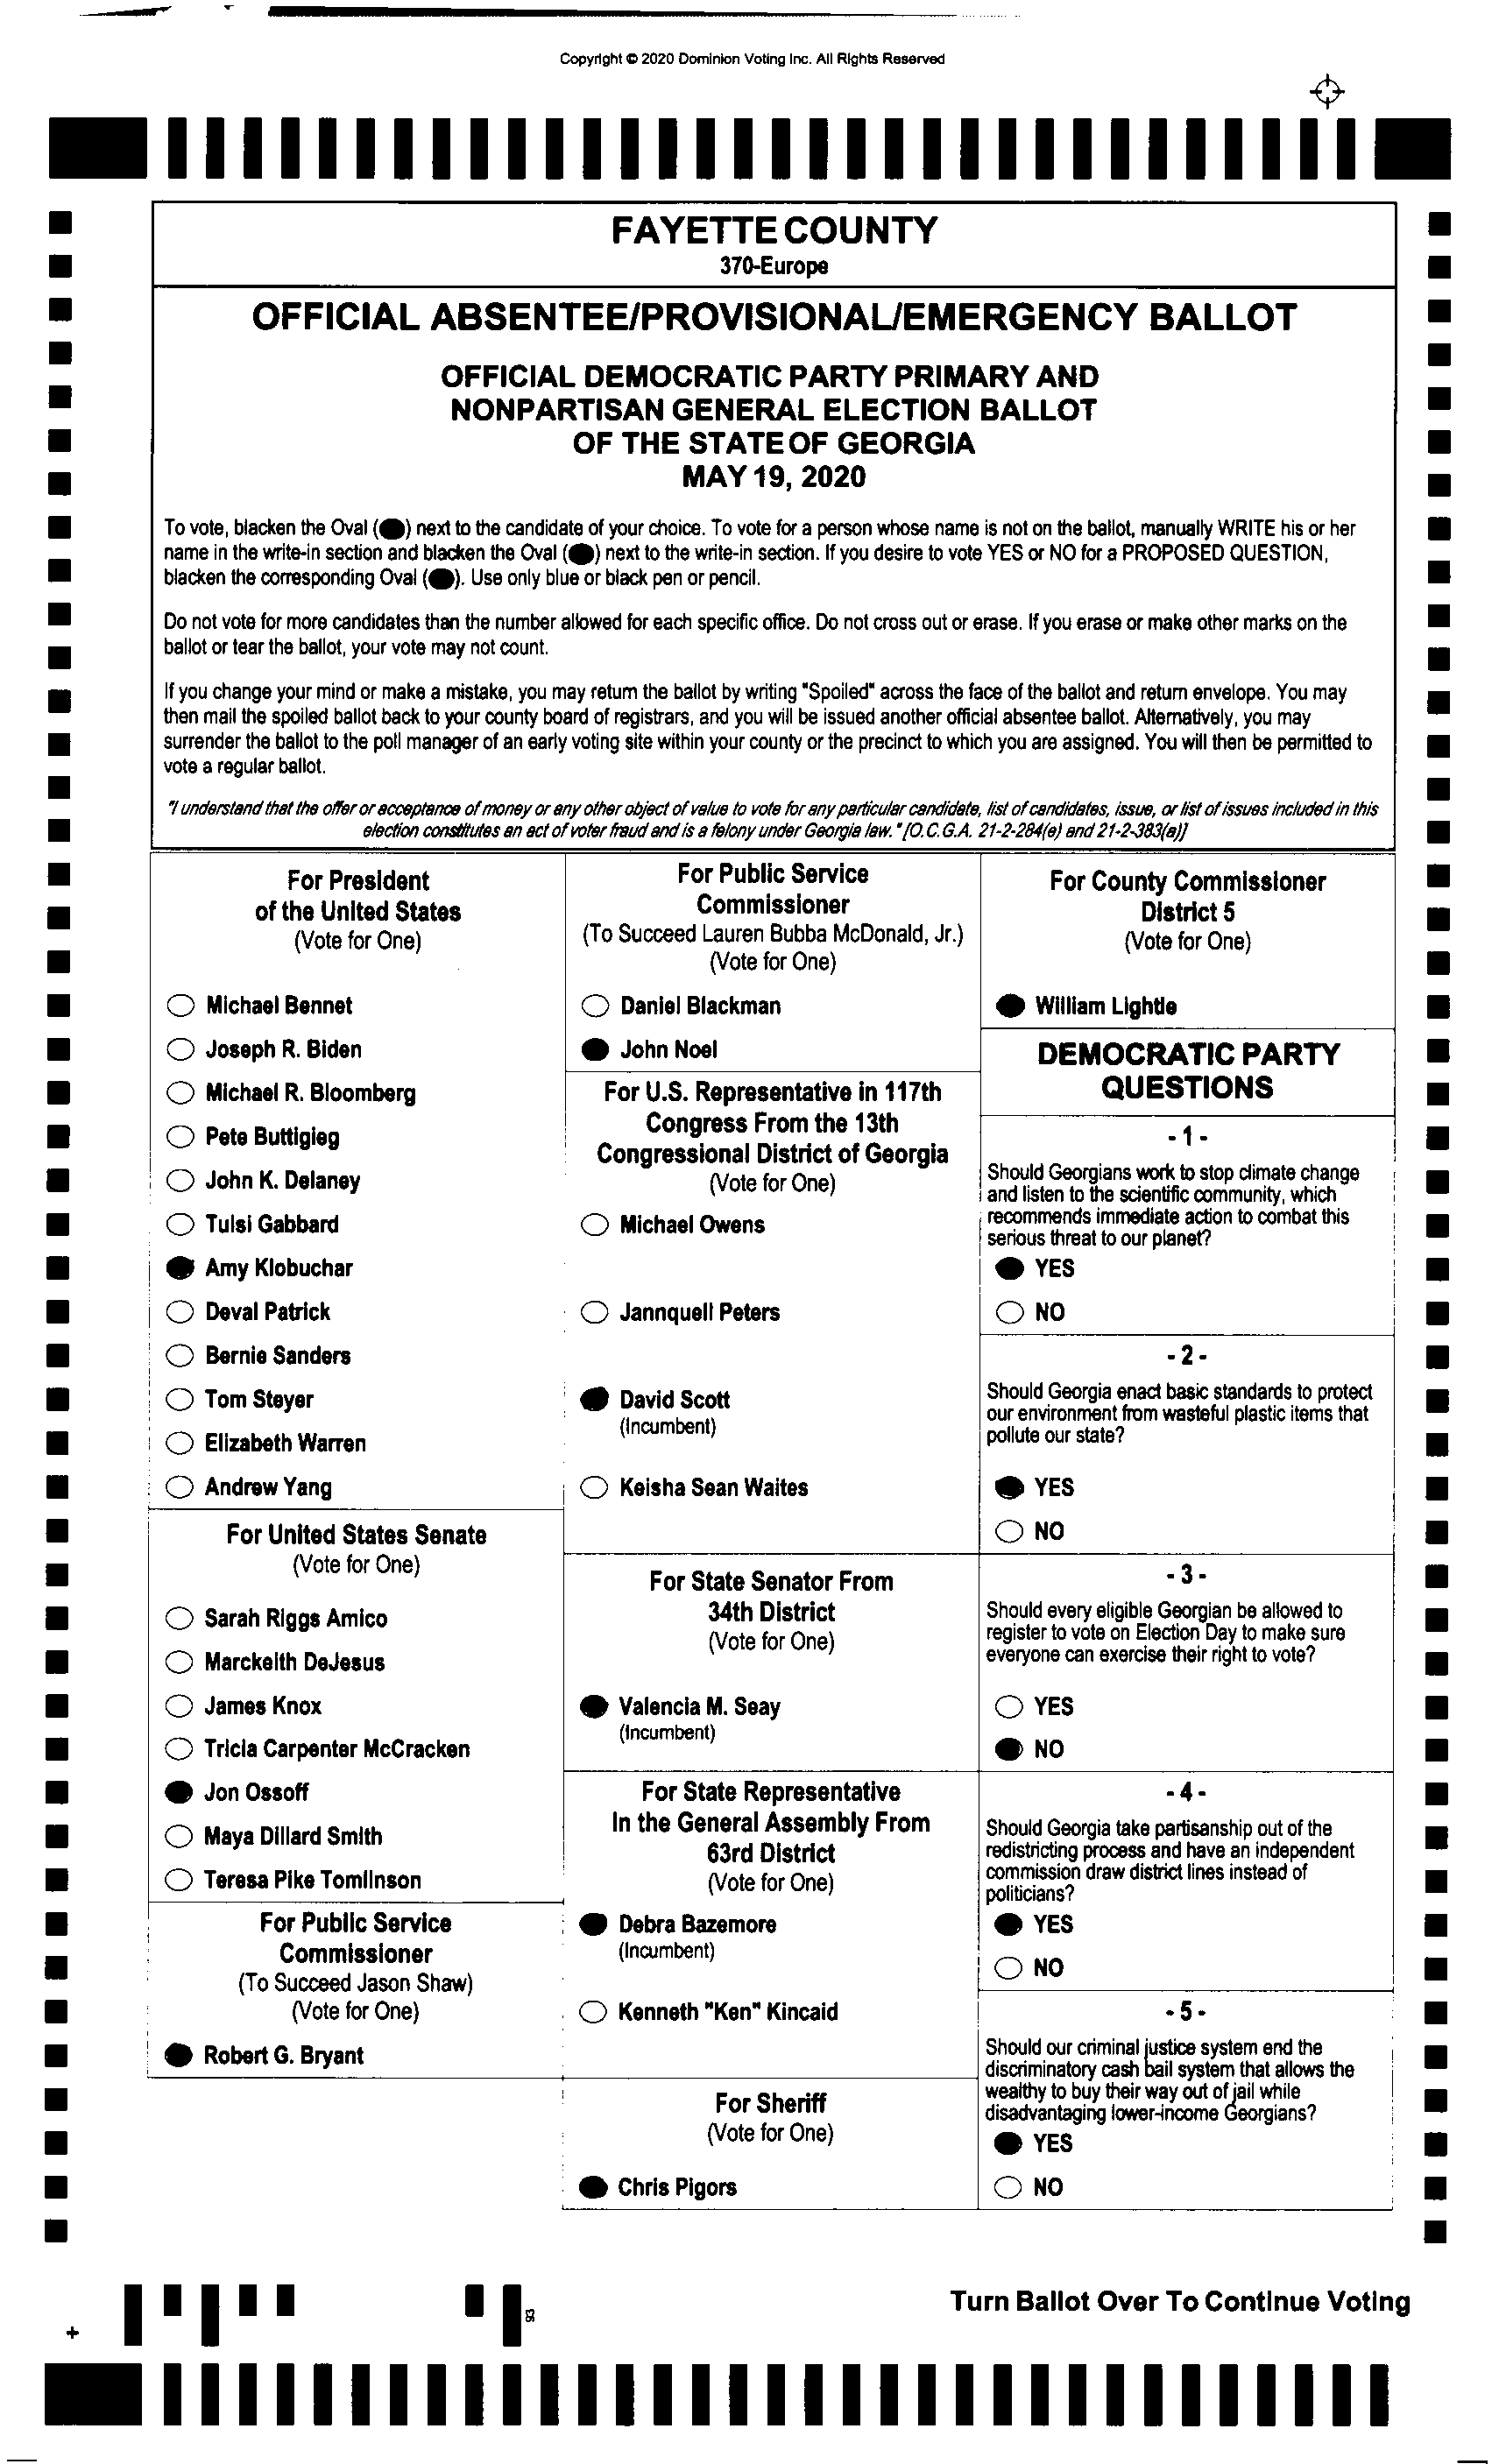 Copyright © 2020 Dominion Voting Inc. All Rights Reserved
FAYETTE COUNTY
370-Europe
OFFICIAL ABSENTEE/PROVISIONAL/EMERGENCY BALLOT
OFFICIAL DEMOCRATIC PARTY PRIMARY AND
NONPARTISAN GENERAL ELECTION BALLOT
OF THE STATE OF GEORGIA
MAY 19, 2020
To vote, blacken the Oval (⬬) next to the candidate of your choice. To vote for a person whose name is not on the ballot, manually WRITE his or her
name in the write-in section and blacken the Oval (⬬) next to the write-in section. If you desire to vote YES or NO for a PROPOSED QUESTION,
blacken the corresponding Oval (⬬). Use only blue or black pen or pencil.
Do not vote for more candidates than the number allowed for each specific office. Do not cross out or erase. If you erase or make other marks on the
ballot or tear the ballot, your vote may not count.
If you change your mind or make a mistake, you may return the ballot by writing "Spoiled" across the face of the ballot and return envelope. You may
then mail the spoiled ballot back to your county board of registrars, and you will be issued another official absentee ballot. Alternatively, you may
surrender the ballot to the poll manager of an early voting site within your county or the precinct to which you are assigned. You will then be permitted to
vote a regular ballot.
"I understand that the offer or acceptance of money or any other object of value to vote for any particular candidate, list of candidates, issue, or list of issues included in this
election constitutes an act of voter fraud and is a felony under Georgia law." [O.C.G.A. 21-2-284(e) and 21-2-383(a)]
For President
of the United States
(Vote for One)
Michael Bennet
Joseph R. Biden
Michael R. Bloomberg
Pete Buttigieg
John K. Delaney
Tulsi Gabbard
Amy Klobuchar
Deval Patrick
Bernie Sanders
Tom Steyer
Elizabeth Warren
Andrew Yang
For United States Senate
(Vote for One)
Sarah Riggs Amico
Marckeith DeJesus
James Knox
Tricia Carpenter McCracken
Jon Ossoff
Maya Dillard Smith
Teresa Pike Tomlinson
For Public Service
Commissioner
(To Succeed Jason Shaw)
(Vote for One)
Robert G. Bryant
For Public Service
Commissioner
(To Succeed Lauren Bubba McDonald, Jr.)
(Vote for One)
Daniel Blackman
John Noel
For U.S. Representative in 117th
Congress From the 13th
Congressional District of Georgia
(Vote for One)
Michael Owens
Jannquell Peters
David Scott
(Incumbent)
Keisha Sean Waites
For State Senator From
34th District
(Vote for One)
Valencia M. Seay
(Incumbent)
For State Representative
In the General Assembly From
63rd District
(Vote for One)
Debra Bazemore
(Incumbent)
Kenneth "Ken" Kincaid
For Sheriff
(Vote for One)
Chris Pigors
For County Commissioner
District 5
(Vote for One)
William Lightle
DEMOCRATIC PARTY
QUESTIONS
- 1 -
Should Georgians work to stop climate change
and listen to the scientific community, which
recommends immediate action to combat this
serious threat to our planet?
YES
NO
- 2 -
Should Georgia enact basic standards to protect
our environment from wasteful plastic items that
pollute our state?
YES
NO
- 3 -
Should every eligible Georgian be allowed to
register to vote on Election Day to make sure
everyone can exercise their right to vote?
YES
NO
- 4 -
Should Georgia take partisanship out of the
redistricting process and have an independent
commission draw district lines instead of
politicians?
YES
NO
- 5 -
Should our criminal justice system end the
discriminatory cash bail system that allows the
wealthy to buy their way out of jail while
disadvantaging lower-income Georgians?
YES
NO
93
Turn Ballot Over To Continue Voting